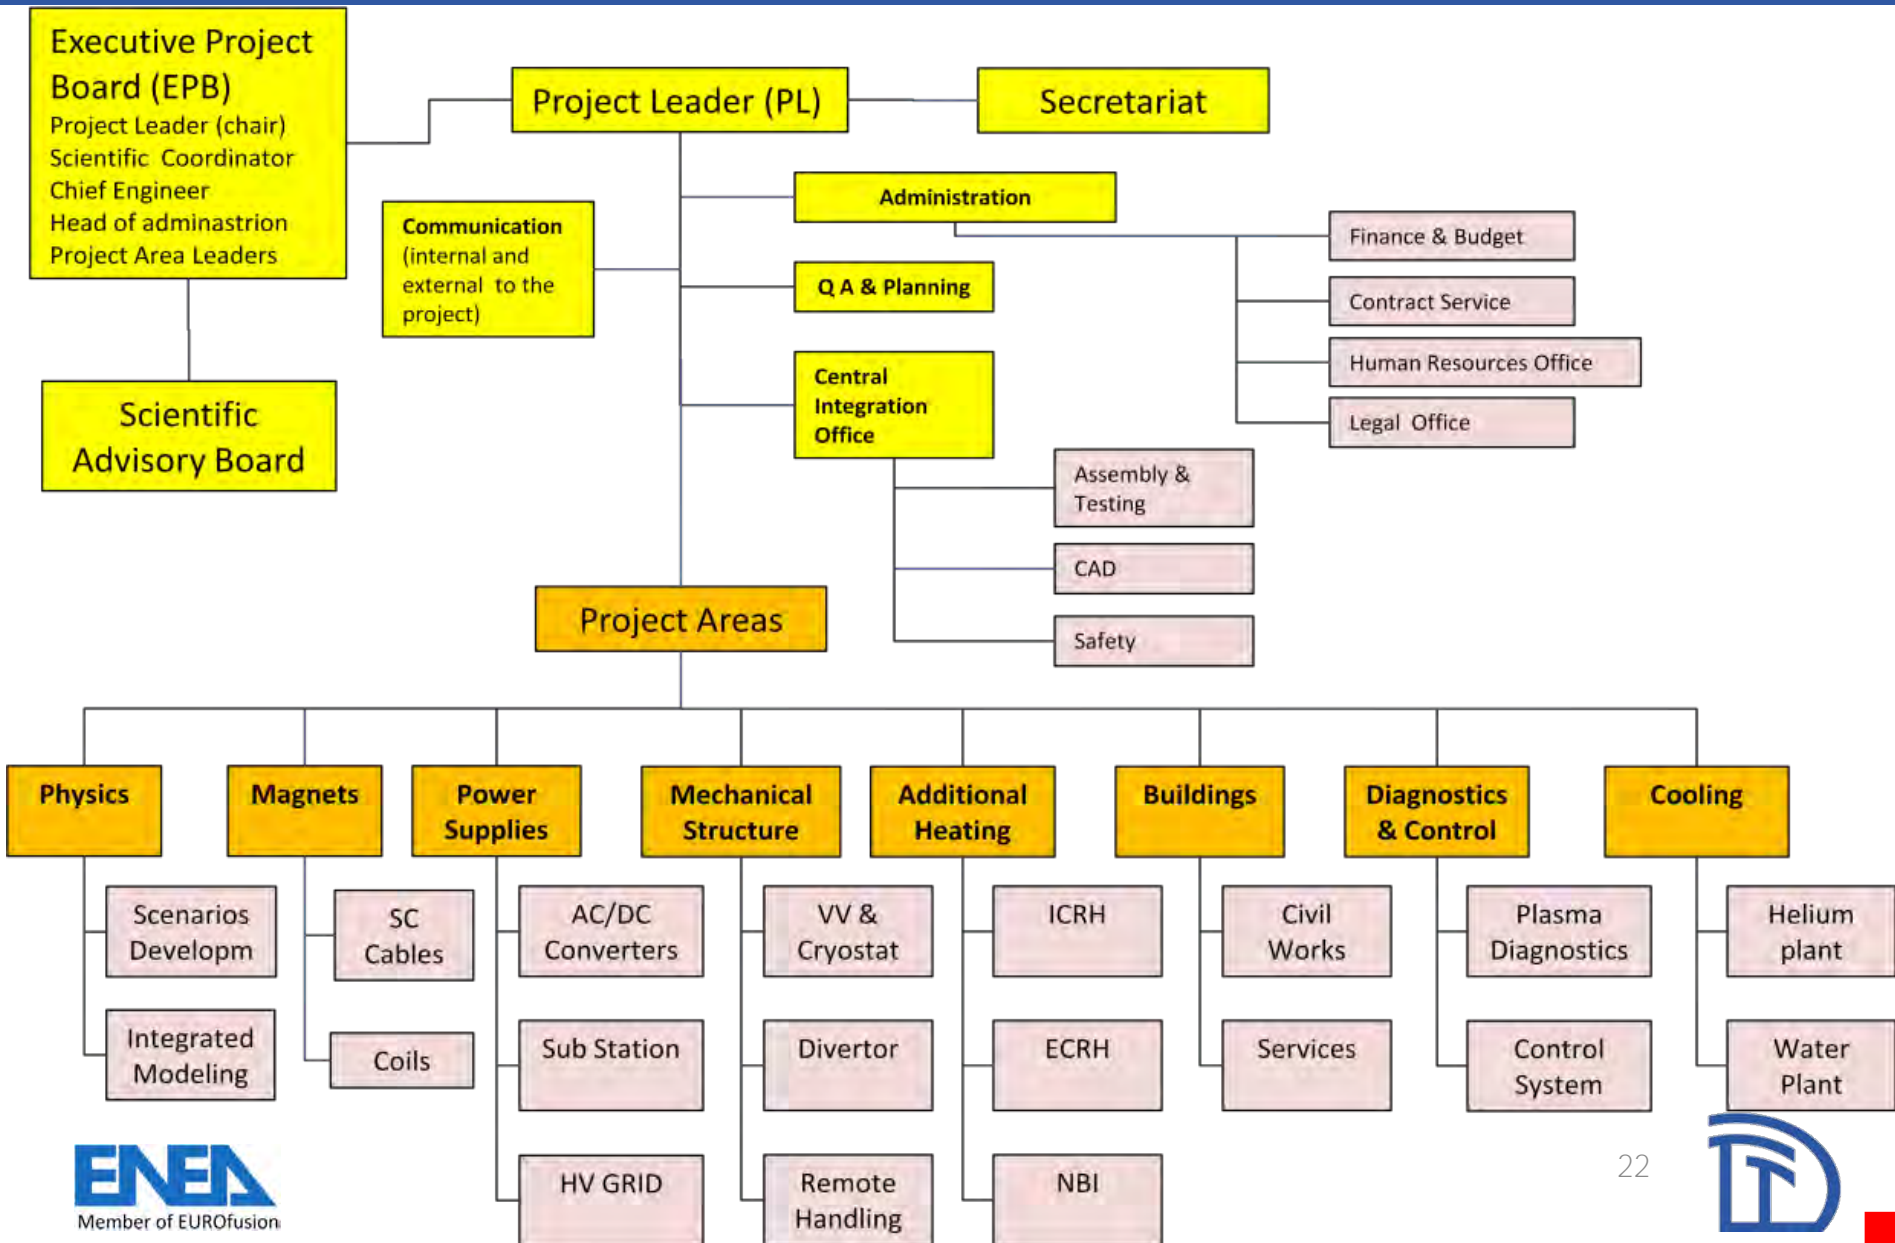 Executive Project
Board (EPB)
Project Leader (chair)
Scientific Coordinator
Chief Engineer
Head of adminastrion
Project Area Leaders
Project Leader (PL)
Secretariat
Administration
Communication
(internal and
external to the
project)
Finance & Budget
Q A & Planning
Contract Service
Human Resources Office
Central
Integration
Office
Legal Office
Scientific
Advisory Board
Assembly &
Testing
CAD
Safety
Project Areas
Physics
Magnets
Power
Supplies
Mechanical
Structure
Additional
Heating
Buildings
Diagnostics
& Control
Cooling
Scenarios
Developm
SC
Cables
AC/DC
Converters
VV &
Cryostat
ICRH
Civil
Works
Plasma
Diagnostics
Helium
plant
Integrated
Modeling
Coils
Sub Station
Divertor
ECRH
Services
Control
System
Water
Plant
HV GRID
Remote
Handling
NBI
ENEA
Member of EUROfusion
22
DTT